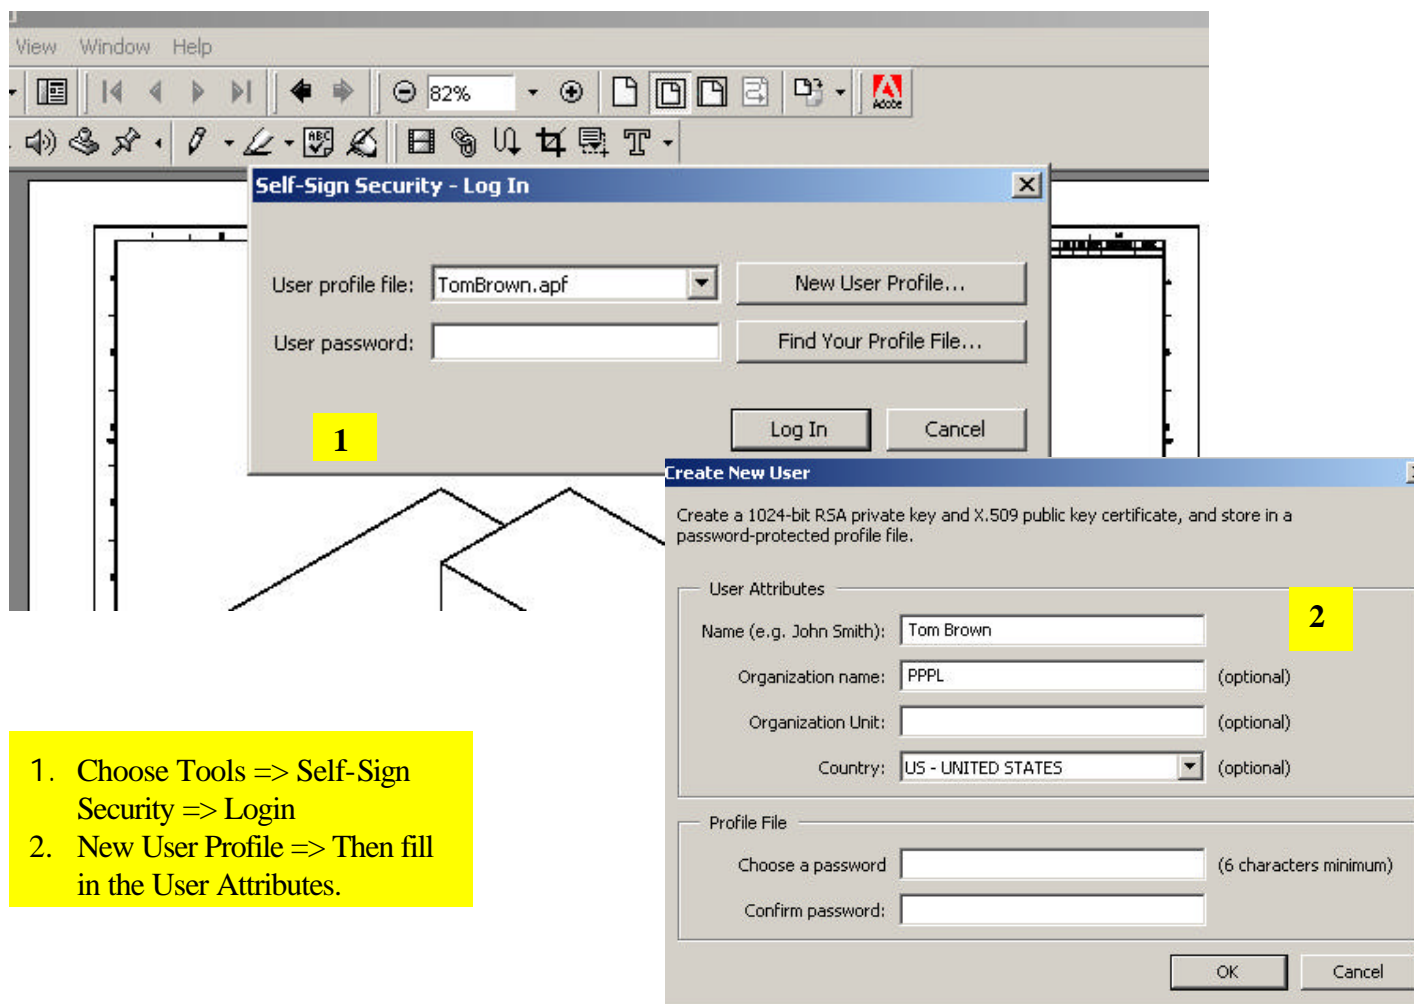 View Window Help
82%
Adobe
ABC
T
Self-Sign Security - Log In
User profile file: TomBrown.apf New User Profile...
User password: Find Your Profile File...
1
Log In Cancel
Create New User
Create a 1024-bit RSA private key and X.509 public key certificate, and store in a
password-protected profile file.
User Attributes
2
Name (e.g. John Smith): Tom Brown
Organization name: PPPL (optional)
Organization Unit: (optional)
Country: US - UNITED STATES (optional)
Profile File
Choose a password (6 characters minimum)
Confirm password:
OK Cancel
1. Choose Tools => Self-Sign
Security => Login
2. New User Profile => Then fill
in the User Attributes.